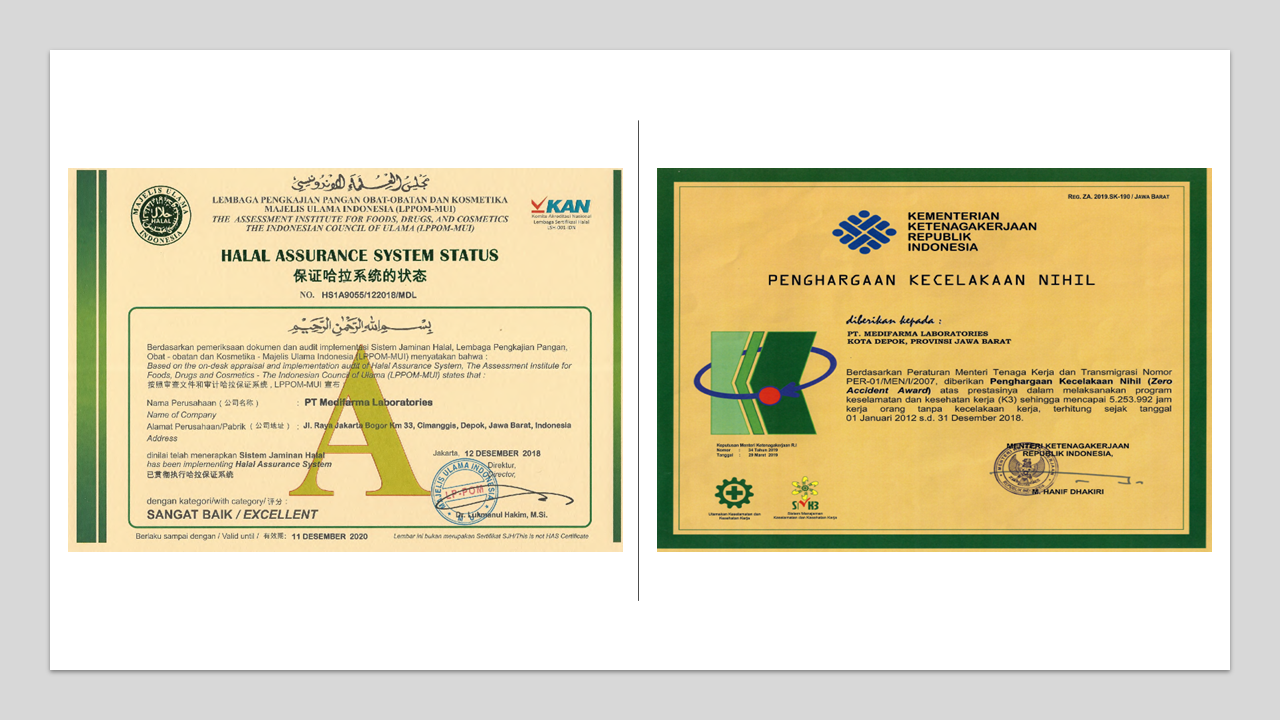 مجلس العلماء الاندونيسي
LEMBAGA PENGKAJIAN PANGAN OBAT-OBATAN DAN KOSMETIKA
MAJELIS ULAMA INDONESIA (LPPOM-MUI)
THE ASSESSMENT INSTITUTE FOR FOODS, DRUGS, AND COSMETICS
THE INDONESIAN COUNCIL OF ULAMA (LPPOM-MUI)
MAJELIS ULAMA
HALAL
INDONESIA
KAN
Komite Akreditasi Nasional
Lembaga Sertifikasi Halal
HALAL ASSURANCE SYSTEM STATUS
保证哈拉系统的状态
NO. HS1A9055/122018/MDL
بسم الله الرحمن الرحيم
Berdasarkan pemeriksaan dokumen dan audit implementasi Sistem Jaminan Halal, Lembaga Pengkajian Pangan,
Obat - obatan dan Kosmetika - Majelis Ulama Indonesia (LPPOM-MUI) menyatakan bahwa :
Based on the on-desk appraisal and implementation audit of Halal Assurance System, The Assessment Institute for
Foods, Drugs and Cosmetics - The Indonesian Council of Ulama (LPPOM-MUI) states that :
按照审查文件和审计哈拉保证系统 , LPPOM-MUI 宣布
Nama Perusahaan ( 公司名称 ) : PT Medifarma Laboratories
Name of Company
Alamat Perusahaan/Pabrik ( 公司地址 ) : Jl. Raya Jakarta Bogor Km 33, Cimanggis, Depok, Jawa Barat, Indonesia
Address
A
dinilai telah menerapkan Sistem Jaminan Halal
has been implementing Halal Assurance System
已贯彻执行哈拉保证系统
Jakarta, 12 DESEMBER 2018
Direktur,
Director,
MAJELIS ULAMA INDONESIA
LP-POM
Dr. Lukmanul Hakim, M.Si.
dengan kategori/with category/ 评分 :
SANGAT BAIK / EXCELLENT
Berlaku sampai dengan / Valid until / 有效期: 11 DESEMBER 2020
Lembar ini bukan merupakan Sertifikat SJH/This is not HAS Certificate
REG. ZA. 2019.SK-190 / JAWA BARAT
KEMENTERIAN
KETENAGAKERJAAN
REPUBLIK
INDONESIA
PENGHARGAAN KECELAKAAN NIHIL
diberikan kepada :
PT. MEDIFARMA LABORATORIES
KOTA DEPOK, PROVINSI JAWA BARAT
Berdasarkan Peraturan Menteri Tenaga Kerja dan Transmigrasi Nomor
PER-01/MEN/I/2007, diberikan Penghargaan Kecelakaan Nihil (Zero
Accident Award) atas prestasinya dalam melaksanakan program
keselamatan dan kesehatan kerja (K3) sehingga mencapai 5.253.992 jam
kerja orang tanpa kecelakaan kerja, terhitung sejak tanggal
01 Januari 2012 s.d. 31 Desember 2018.
Keputusan Menteri Ketenagakerjaan RI
Nomor : 54 Tahun 2019
Tanggal : 29 Maret 2019
MENTERI KETENAGAKERJAAN
REPUBLIK INDONESIA,
M. HANIF DHAKIRI
Utamakan Keselamatan dan
Kesehatan Kerja
SMK3
Sistem Manajemen
Keselamatan dan Kesehatan Kerja